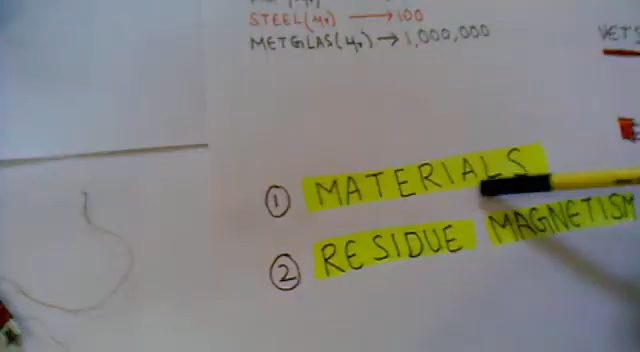 STEEL(μr) → 100
METGLAS(μr) → 1,000,000
① MATERIALS
② RESIDUE MAGNETISM